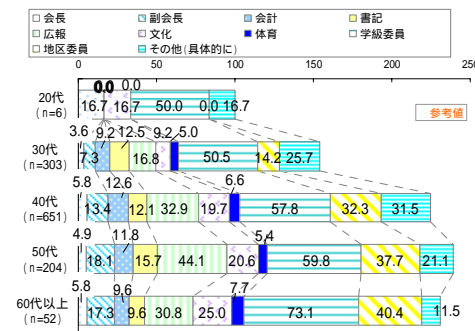 会長 副会長 会計 書記
広報 文化 体育 学級委員
地区委員 その他(具体的に)
0 50 100 150 200 250
0.0 0.0
20代 16.7 16.7 50.0 0.0 16.7
(n=6) 参考値
3.6 9.2 12.5 9.2 5.0
30代 7.3 16.8 50.5 14.2 25.7
(n=303)
5.8 12.6 6.6
40代 13.4 12.1 32.9 19.7 57.8 32.3 31.5
(n=651)
4.9 11.8 5.4
50代 18.1 15.7 44.1 20.6 59.8 37.7 21.1
(n=204)
5.8 9.6 7.7
60代以上 17.3 9.6 30.8 25.0 73.1 40.4 11.5
(n=52)